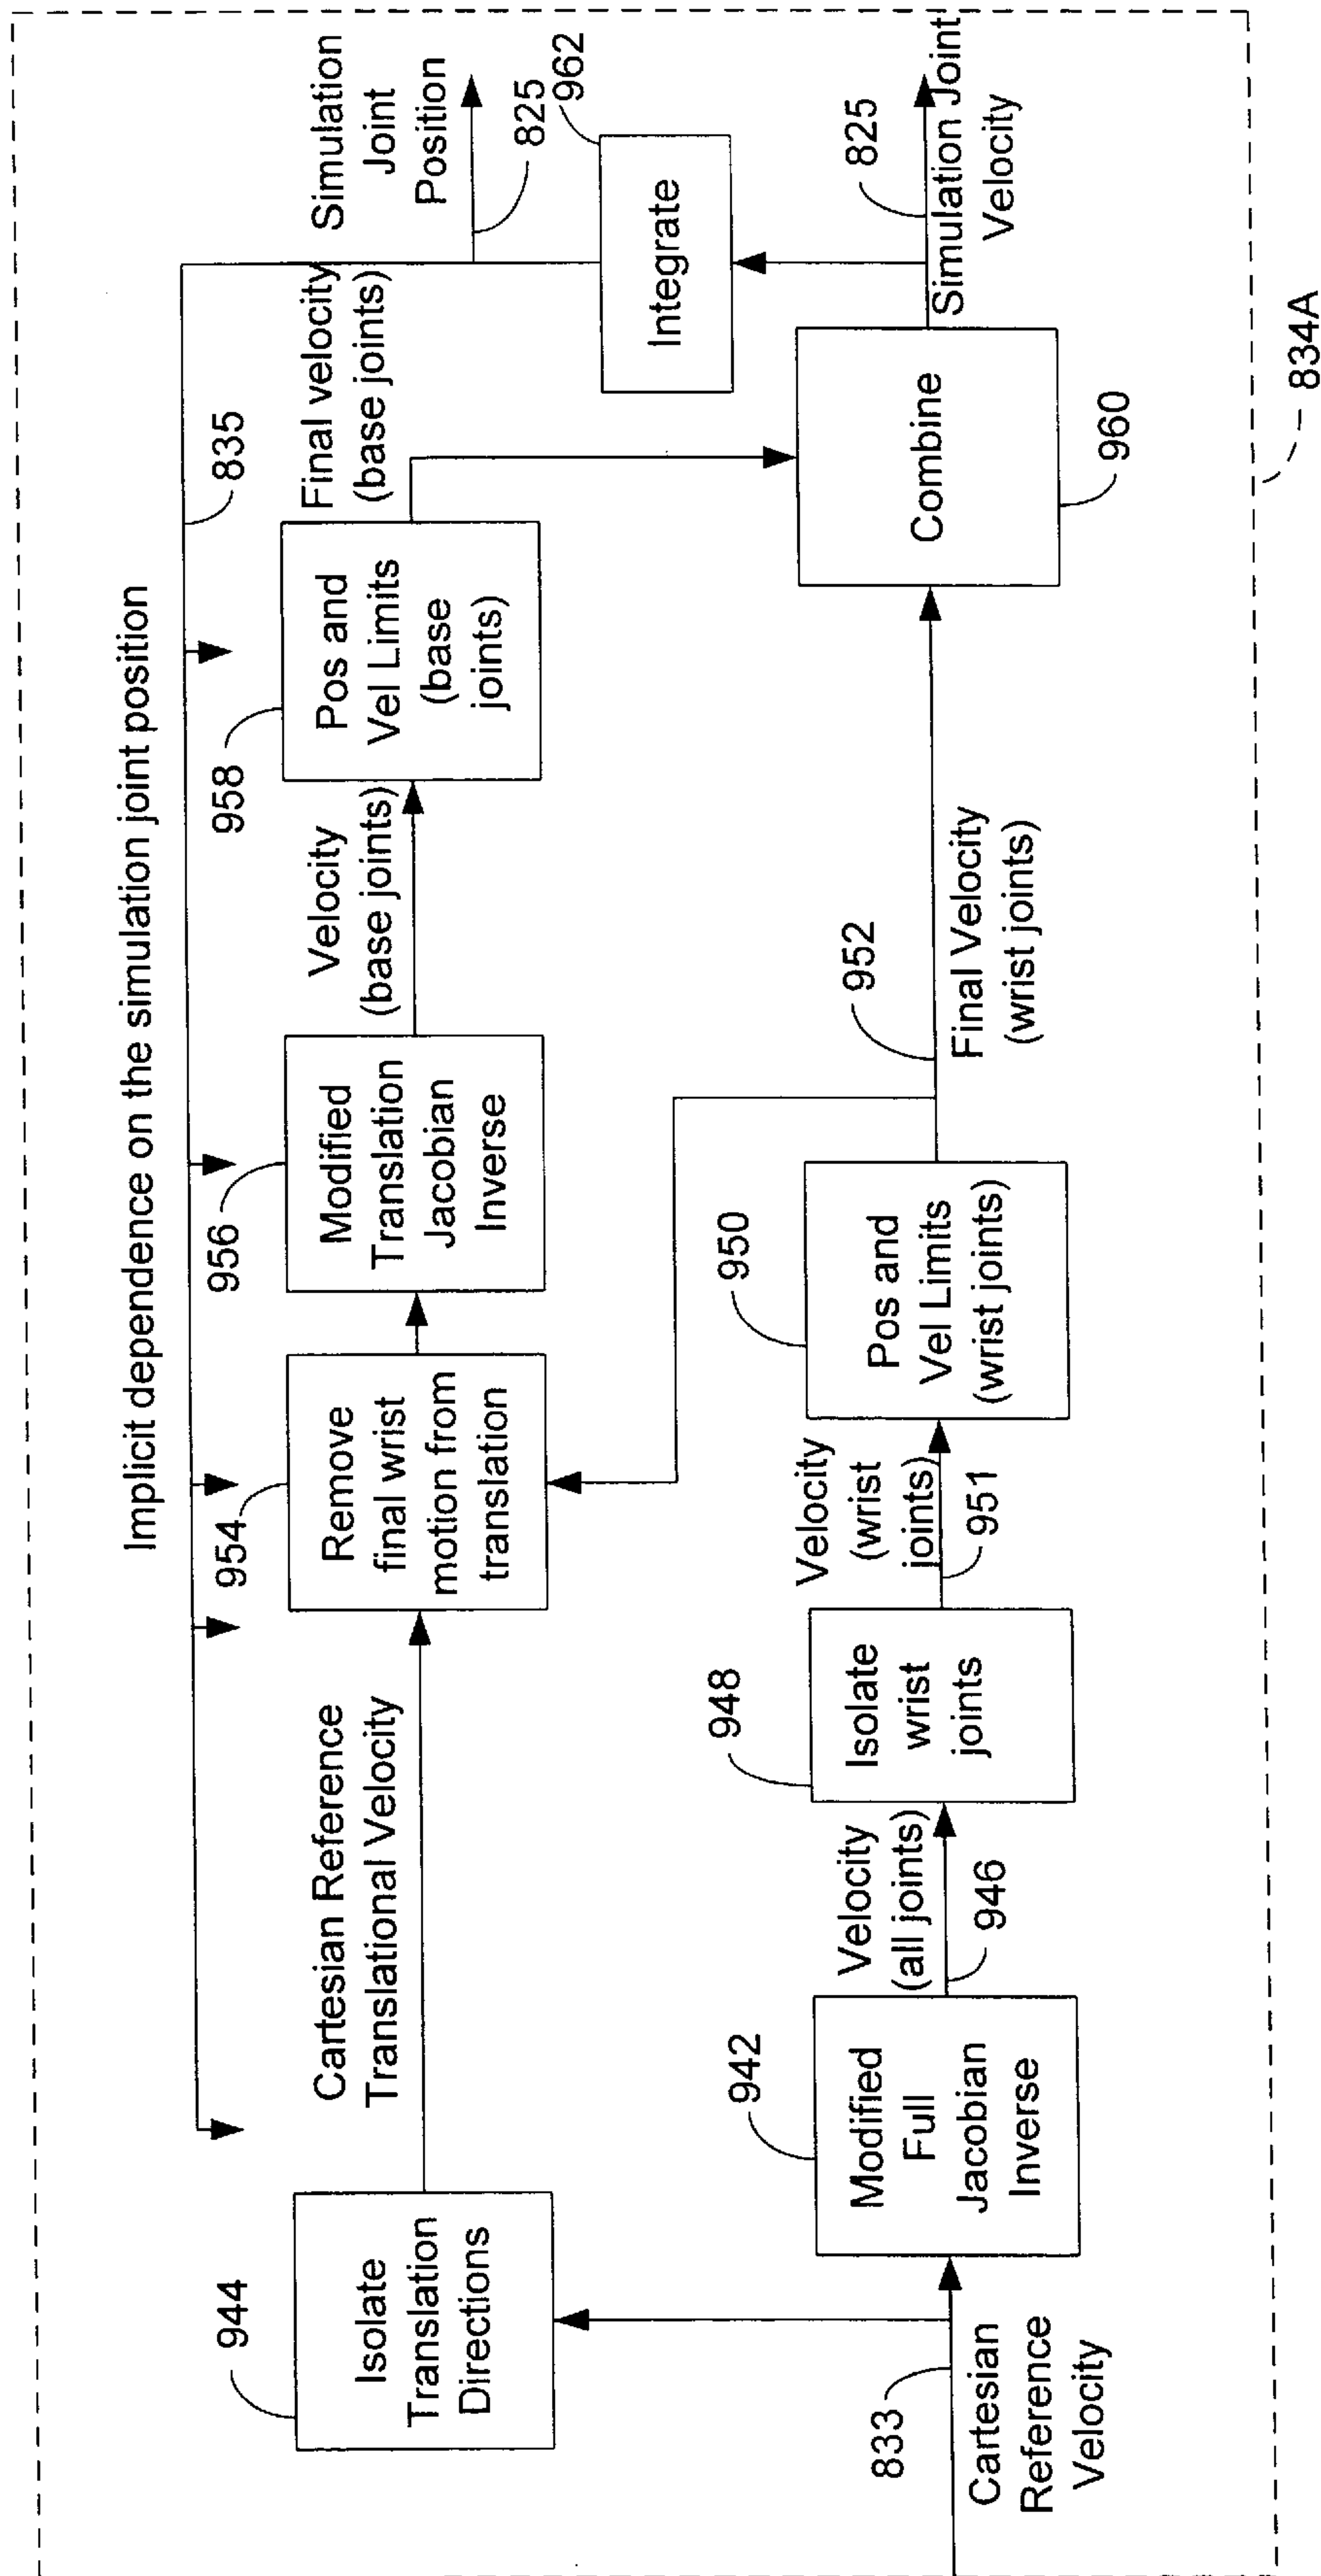 Implicit dependence on the simulation joint position
835
944
Isolate
Translation
Directions
Cartesian Reference
Translational Velocity
954
Remove
final wrist
motion from
translation
956
Modified
Translation
Jacobian
Inverse
Velocity
(base joints)
958
Pos and
Vel Limits
(base
joints)
Final velocity
(base joints)
Simulation
Joint
Position
825
962
Integrate
833
Cartesian
Reference
Velocity
942
Modified
Full
Jacobian
Inverse
Velocity
(all joints)
946
948
Isolate
wrist
joints
Velocity
(wrist
joints)
951
950
Pos and
Vel Limits
(wrist joints)
952
Final Velocity
(wrist joints)
Combine
960
825
Simulation Joint
Velocity
834A